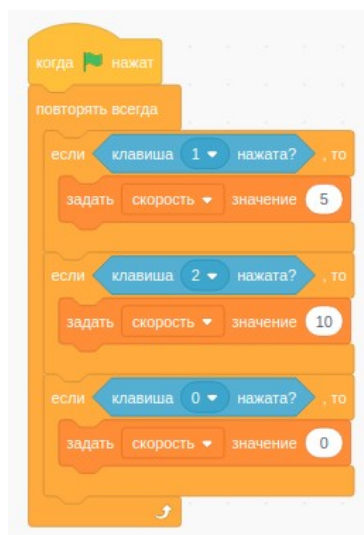 когда нажат
повторять всегда
если клавиша 1 нажата? , то
задать скорость значение 5
если клавиша 2 нажата? , то
задать скорость значение 10
если клавиша 0 нажата? , то
задать скорость значение 0